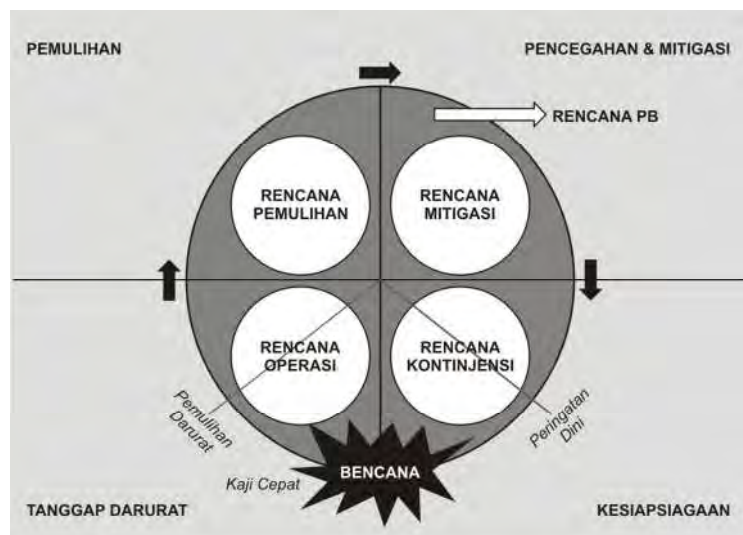 PEMULIHAN
PENCEGAHAN & MITIGASI
RENCANA PB
RENCANA
PEMULIHAN
RENCANA
MITIGASI
RENCANA
OPERASI
RENCANA
KONTINJENSI
Pemulihan
Darurat
Peringatan
Dini
Kaji Cepat
BENCANA
TANGGAP DARURAT
KESIAPSIAGAAN